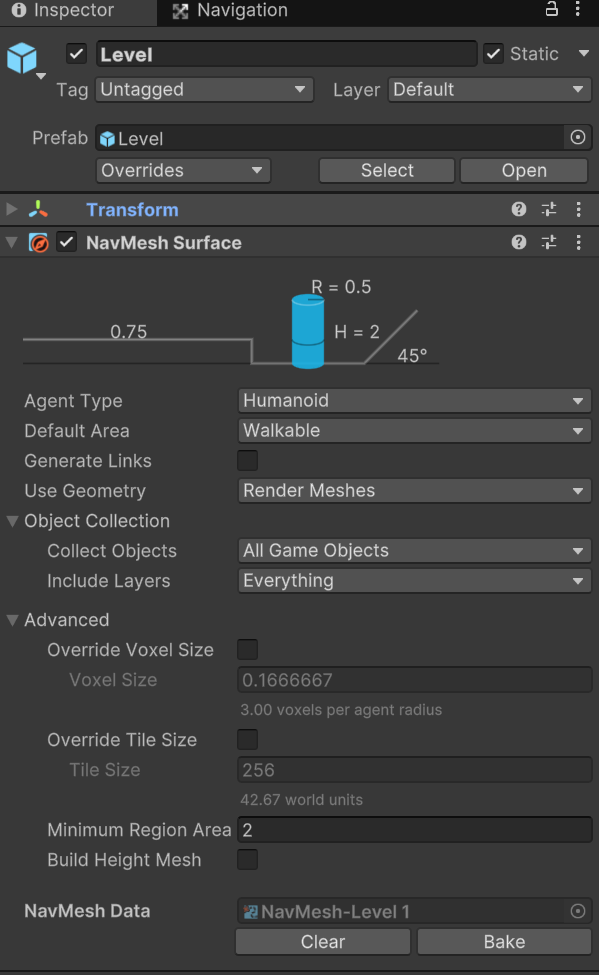 Inspector Navigation
Level Static
Tag Untagged Layer Default
Prefab Level
Overrides Select Open
Transform
NavMesh Surface
R = 0.5
0.75 H = 2
45°
Agent Type Humanoid
Default Area Walkable
Generate Links
Use Geometry Render Meshes
Object Collection
Collect Objects All Game Objects
Include Layers Everything
Advanced
Override Voxel Size
Voxel Size 0.1666667
3.00 voxels per agent radius
Override Tile Size
Tile Size 256
42.67 world units
Minimum Region Area 2
Build Height Mesh
NavMesh Data NavMesh-Level 1
Clear Bake